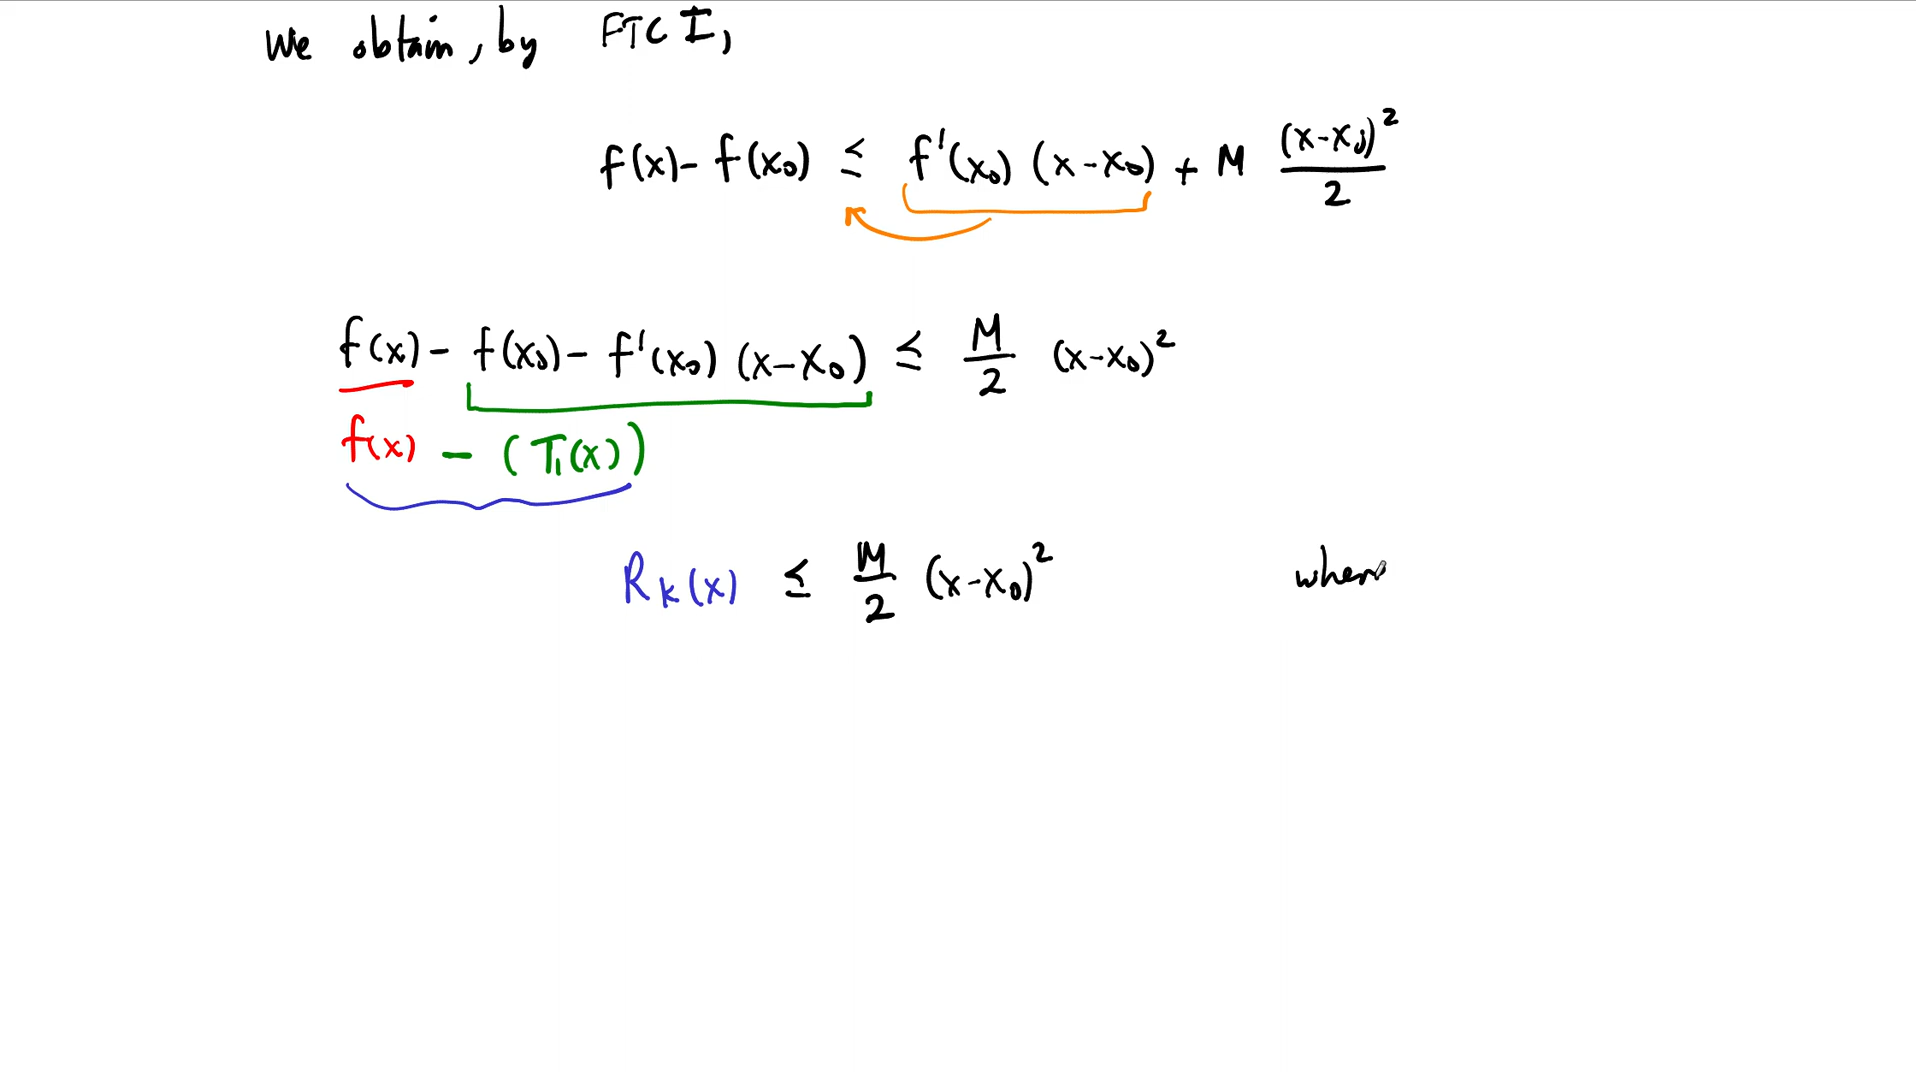 We obtain, by FTC I,
f(x) - f(x₀) ≤ f'(x₀) (x-x₀) + M (x-x₀)²/2
f(x) - f(x₀) - f'(x₀) (x-x₀) ≤ M/2 (x-x₀)²
f(x) - (T₁(x))
Rₖ(x) ≤ M/2 (x-x₀)² where